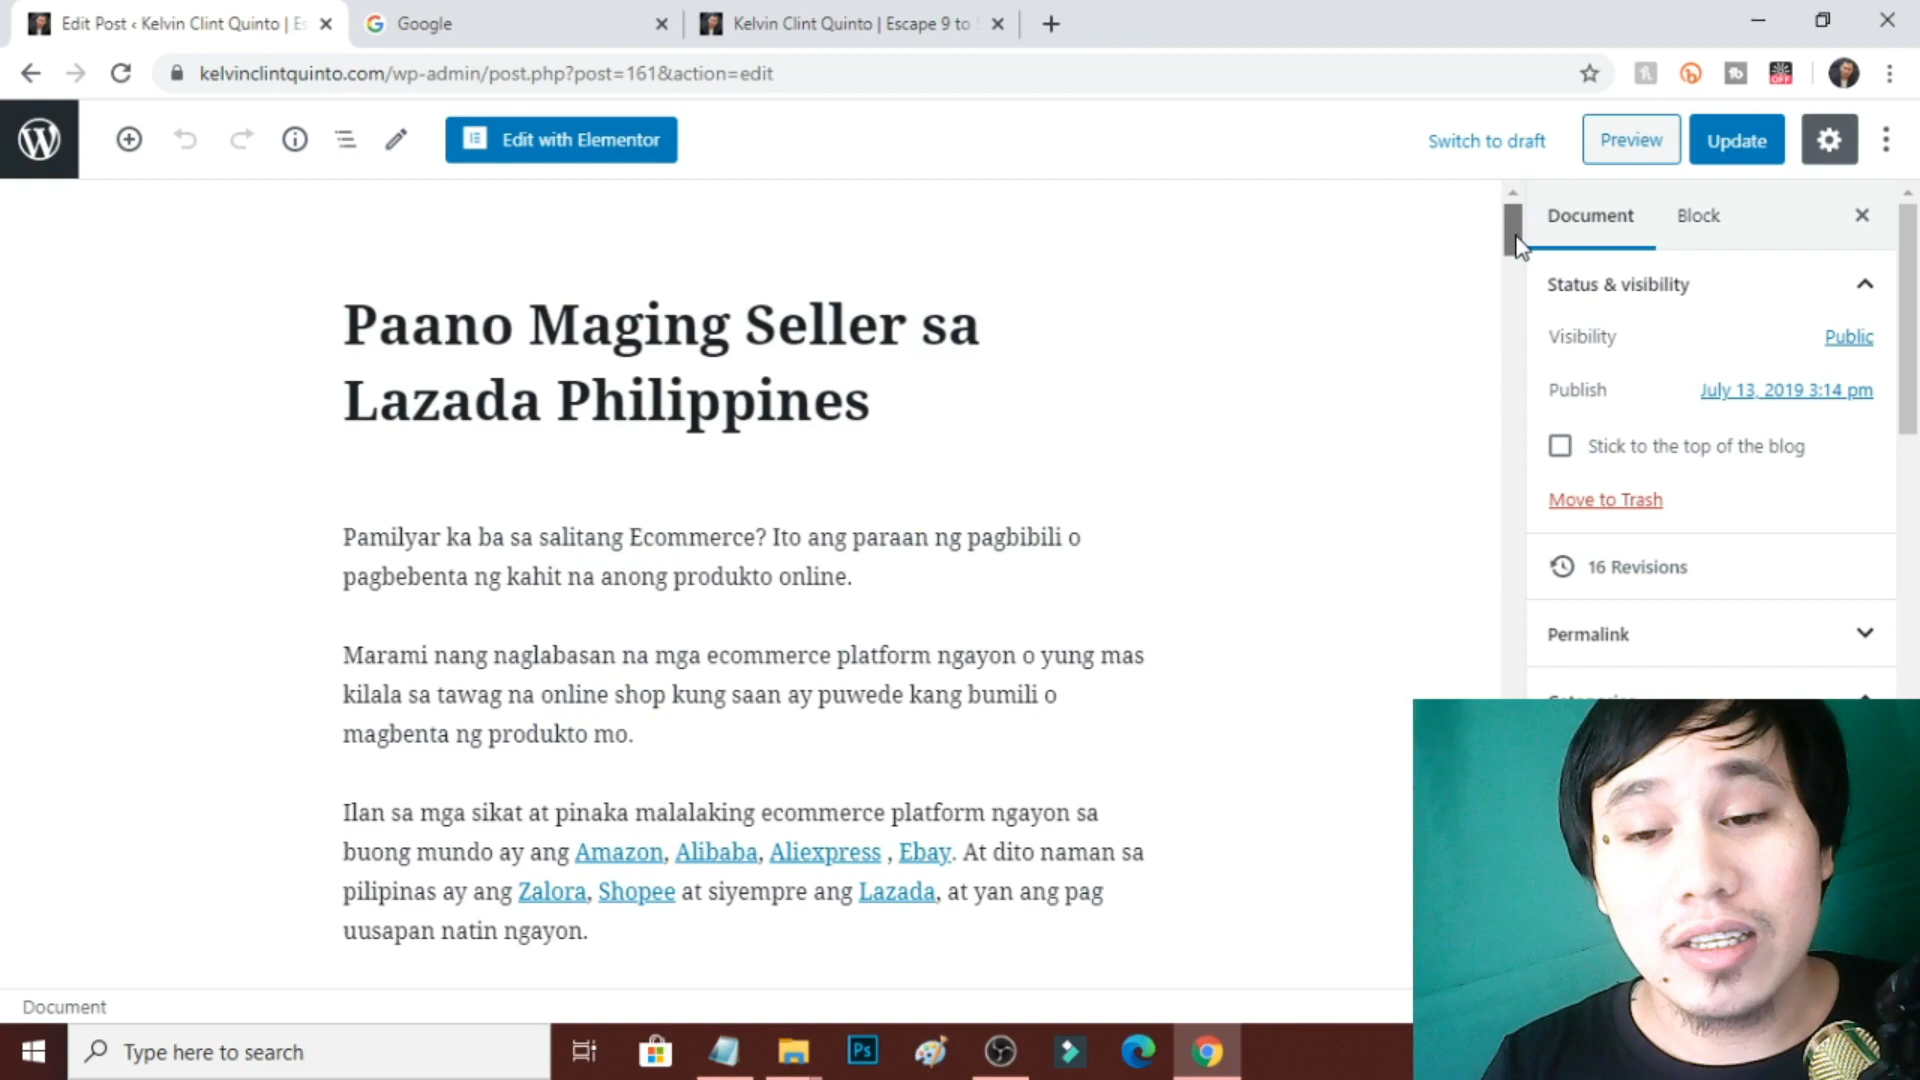 Edit Post ‹ Kelvin Clint Quinto | Es
Google
Kelvin Clint Quinto | Escape 9 to
kelvinclintquinto.com/wp-admin/post.php?post=161&action=edit
Edit with Elementor
Switch to draft
Preview
Update
Document
Block
Status & visibility
Visibility
Public
Publish
July 13, 2019 3:14 pm
Stick to the top of the blog
Move to Trash
16 Revisions
Permalink
Paano Maging Seller sa
Lazada Philippines
Pamilyar ka ba sa salitang Ecommerce? Ito ang paraan ng pagbibili o
pagbebenta ng kahit na anong produkto online.
Marami nang naglabasan na mga ecommerce platform ngayon o yung mas
kilala sa tawag na online shop kung saan ay puwede kang bumili o
magbenta ng produkto mo.
Ilan sa mga sikat at pinaka malalaking ecommerce platform ngayon sa
buong mundo ay ang Amazon, Alibaba, Aliexpress , Ebay. At dito naman sa
pilipinas ay ang Zalora, Shopee at siyempre ang Lazada, at yan ang pag
uusapan natin ngayon.
Document
Type here to search
Ps